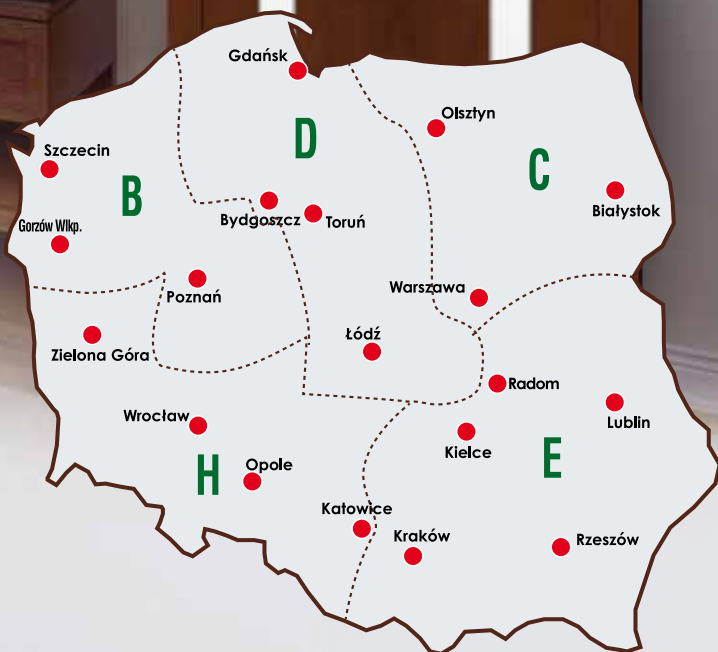 Gdańsk
Olsztyn
D
Szczecin
C
B
Białystok
Gorzów Wlkp.
Bydgoszcz
Toruń
Warszawa
Poznań
Łódź
Zielona Góra
Radom
Lublin
Wrocław
Kielce
E
Opole
H
Katowice
Kraków
Rzeszów